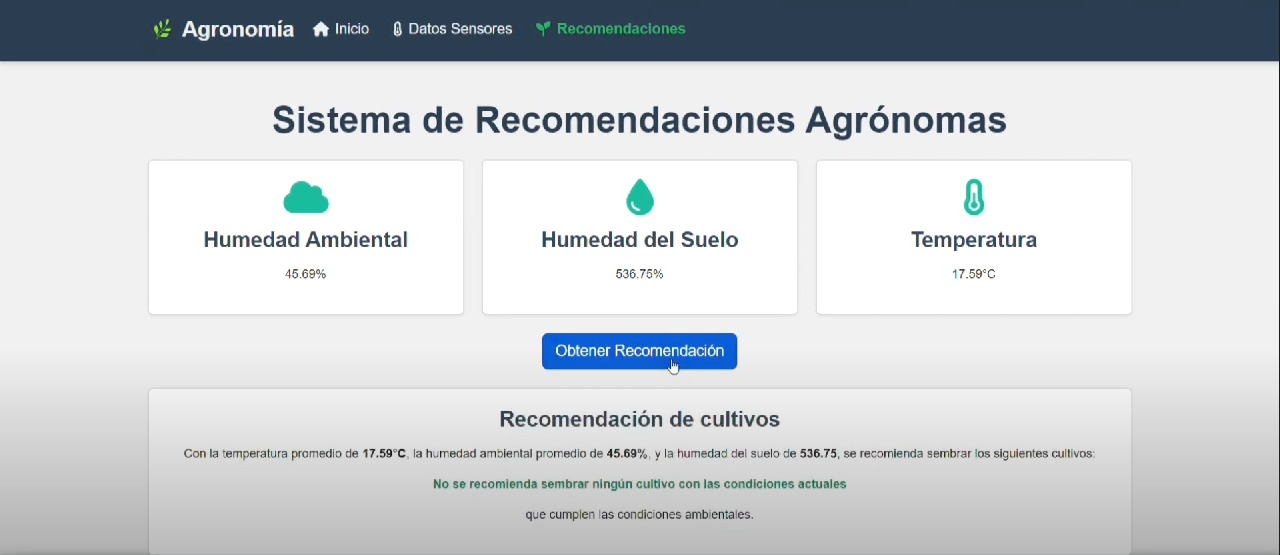 Agronomía Inicio Datos Sensores Recomendaciones
Sistema de Recomendaciones Agrónomas
Humedad Ambiental
45.69%
Humedad del Suelo
536.75%
Temperatura
17.59°C
Obtener Recomendación
Recomendación de cultivos
Con la temperatura promedio de 17.59°C, la humedad ambiental promedio de 45.69%, y la humedad del suelo de 536.75, se recomienda sembrar los siguientes cultivos:
No se recomienda sembrar ningún cultivo con las condiciones actuales
que cumplen las condiciones ambientales.